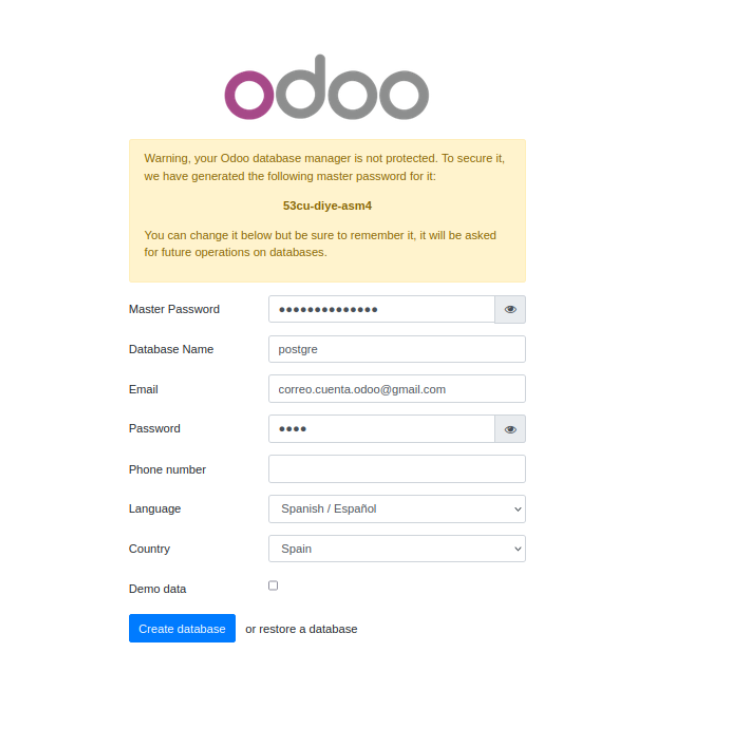 odoo
Warning, your Odoo database manager is not protected. To secure it,
we have generated the following master password for it:
53cu-diye-asm4
You can change it below but be sure to remember it, it will be asked
for future operations on databases.
Master Password ••••••••••••••
Database Name postgre
Email correo.cuenta.odoo@gmail.com
Password ••••
Phone number
Language Spanish / Español
Country Spain
Demo data
Create database or restore a database